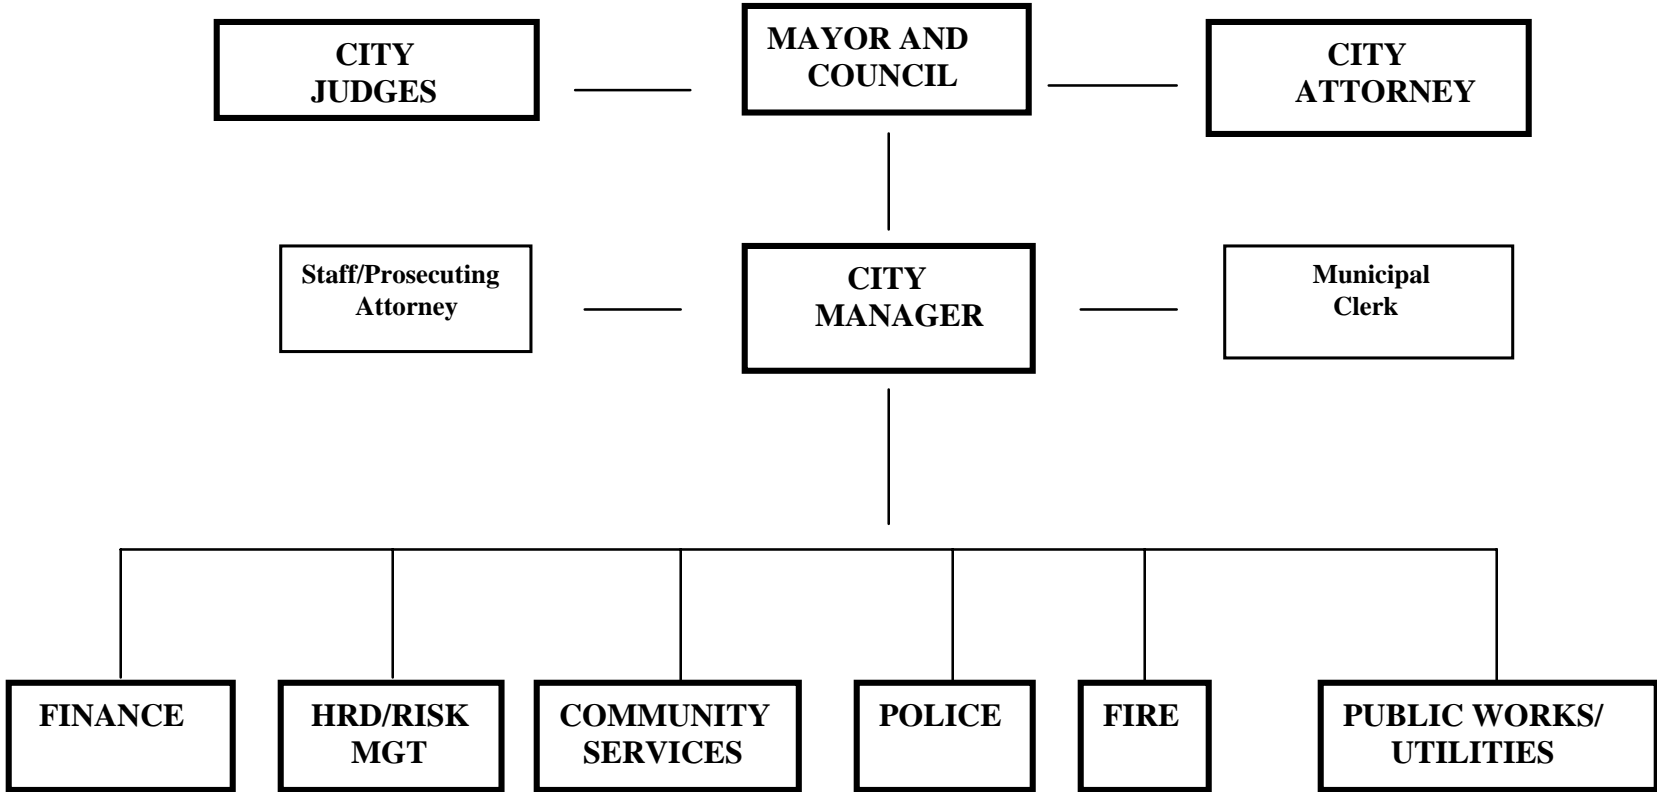 CITY
JUDGES
MAYOR AND
COUNCIL
CITY
ATTORNEY
Staff/Prosecuting
Attorney
CITY
MANAGER
Municipal
Clerk
FINANCE
HRD/RISK
MGT
COMMUNITY
SERVICES
POLICE
FIRE
PUBLIC WORKS/
UTILITIES